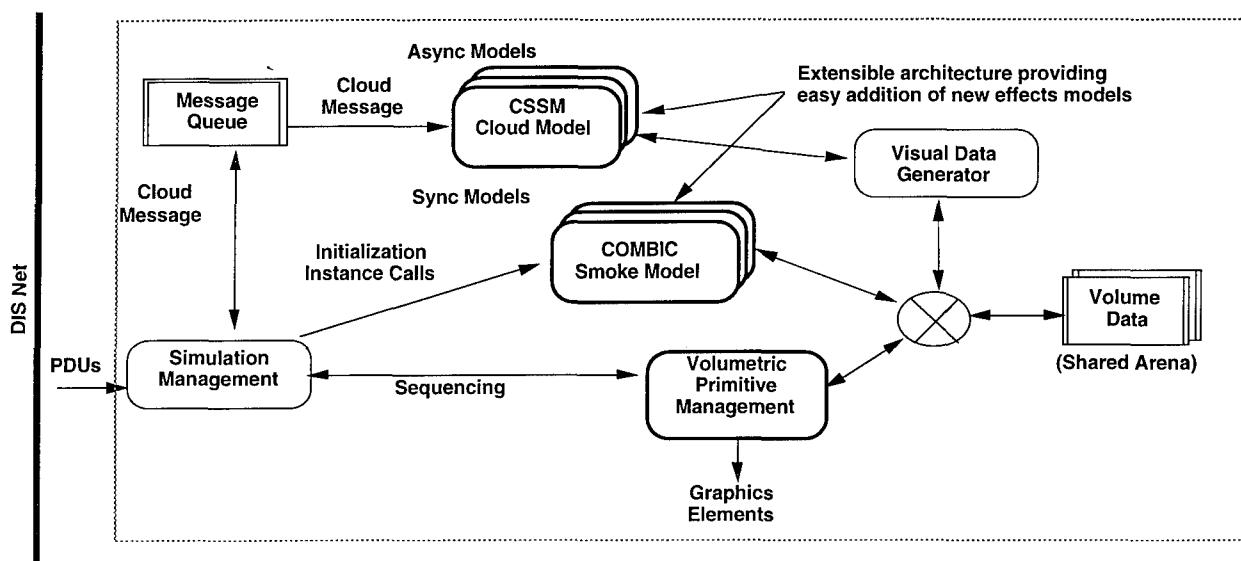 Async Models
Message
Queue
Cloud
Message
CSSM
Cloud Model
Extensible architecture providing
easy addition of new effects models
Visual Data
Generator
Cloud
Message
Sync Models
Initialization
Instance Calls
COMBIC
Smoke Model
Volume
Data
(Shared Arena)
DIS Net
PDUs
Simulation
Management
Sequencing
Volumetric
Primitive
Management
Graphics
Elements